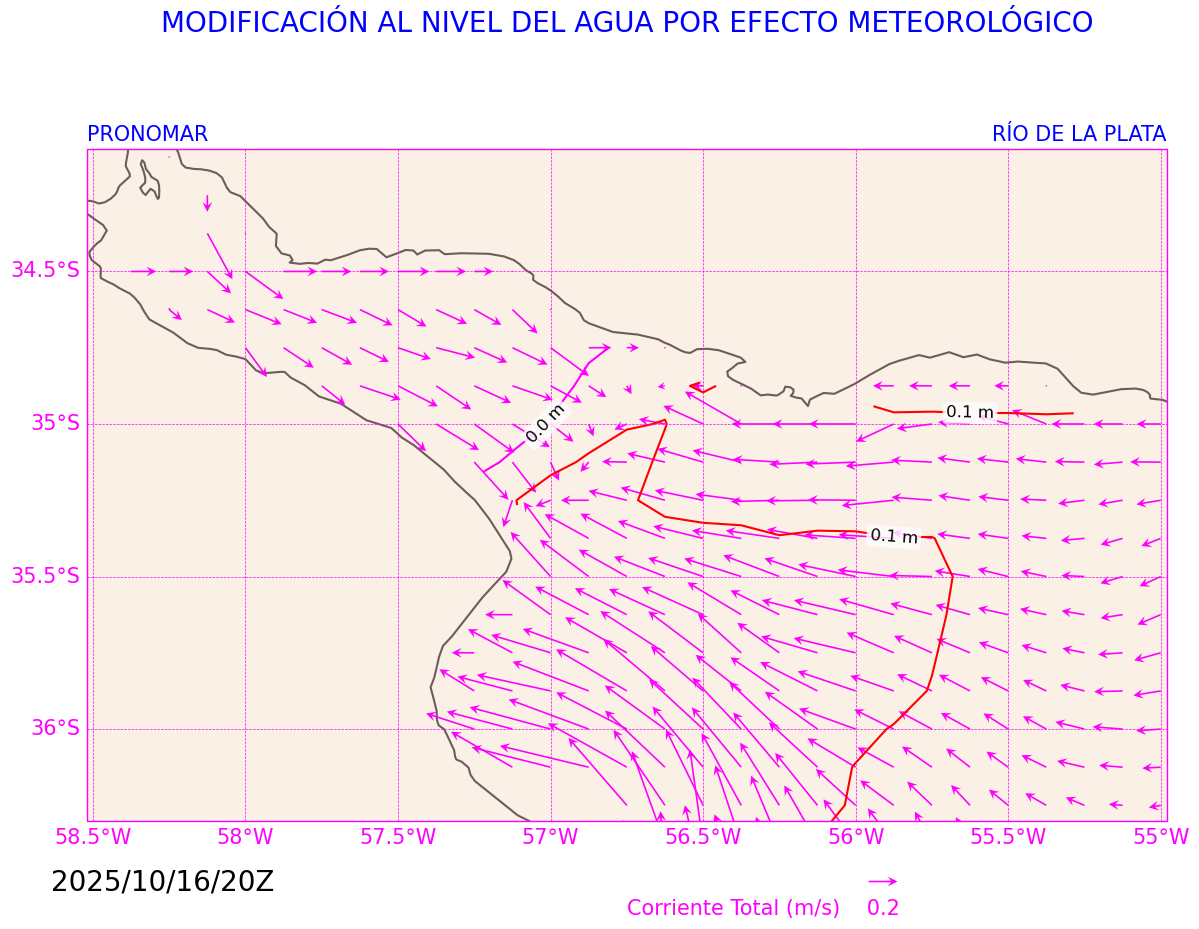 MODIFICACIÓN AL NIVEL DEL AGUA POR EFECTO METEOROLÓGICO
PRONOMAR
RÍO DE LA PLATA
34.5°S
35°S
35.5°S
36°S
0.0 m
0.1 m
0.1 m
58.5°W
58°W
57.5°W
57°W
56.5°W
56°W
55.5°W
55°W
2025/10/16/20Z
Corriente Total (m/s)
0.2